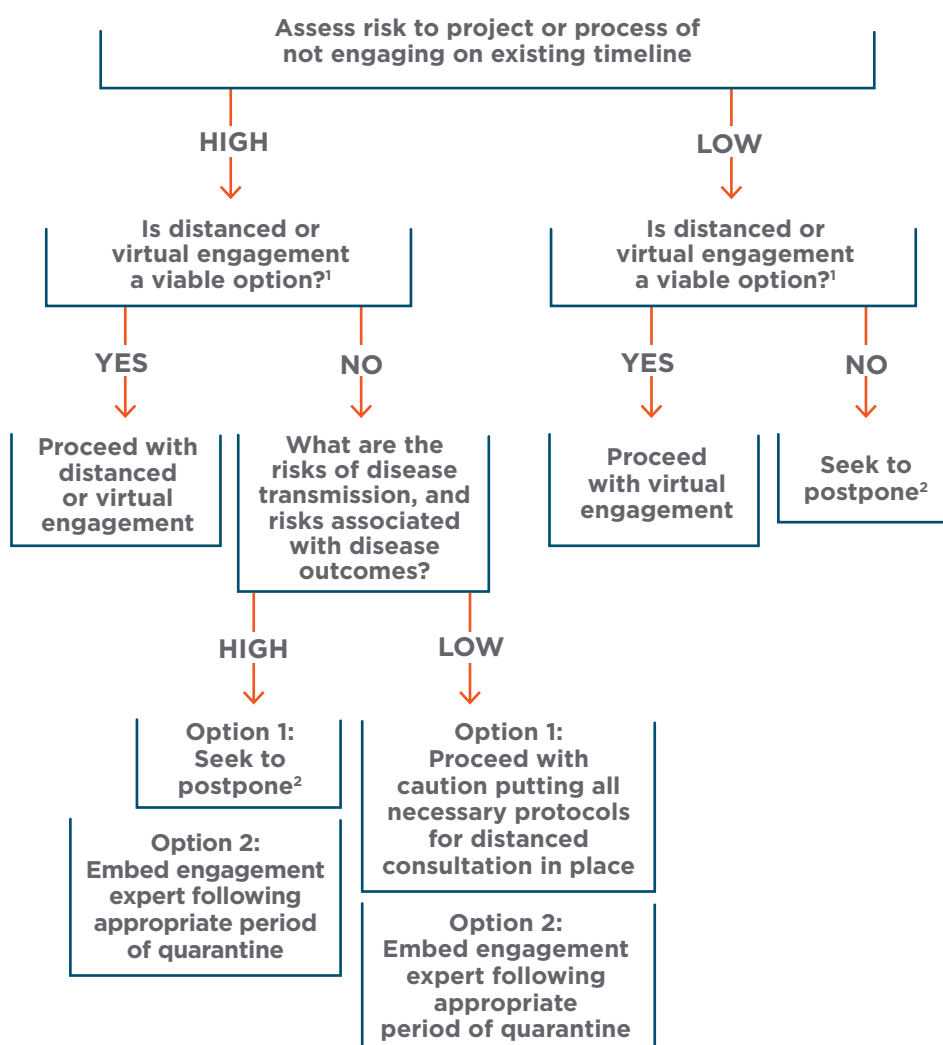 Assess risk to project or process of
not engaging on existing timeline
HIGH
LOW
Is distanced or
virtual engagement
a viable option?¹
Is distanced or
virtual engagement
a viable option?¹
YES
NO
YES
NO
Proceed with
distanced
or virtual
engagement
What are the
risks of disease
transmission, and
risks associated
with disease
outcomes?
Proceed
with virtual
engagement
Seek to
postpone²
HIGH
LOW
Option 1:
Seek to
postpone²
Option 2:
Embed engagement
expert following
appropriate period
of quarantine
Option 1:
Proceed with
caution putting all
necessary protocols
for distanced
consultation in place
Option 2:
Embed engagement
expert following
appropriate
period of quarantine